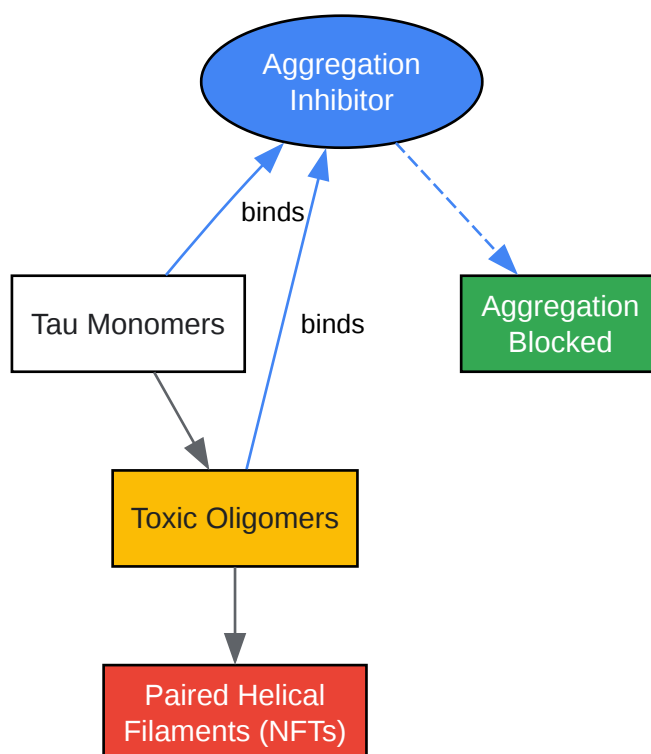 Aggregation
Inhibitor
binds
Tau Monomers
binds
Aggregation
Blocked
Toxic Oligomers
Paired Helical
Filaments (NFTs)